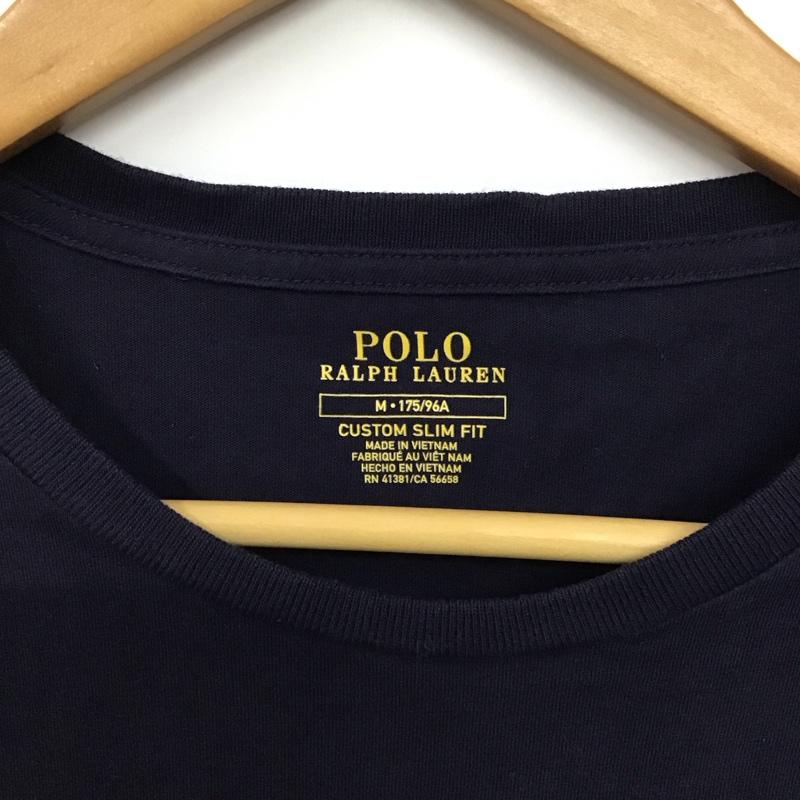 POLO
RALPH LAUREN
M • 175/96A
CUSTOM SLIM FIT
MADE IN VIETNAM
FABRIQUÉ AU VIÊT NAM
HECHO EN VIETNAM
RN 41381/CA 56658